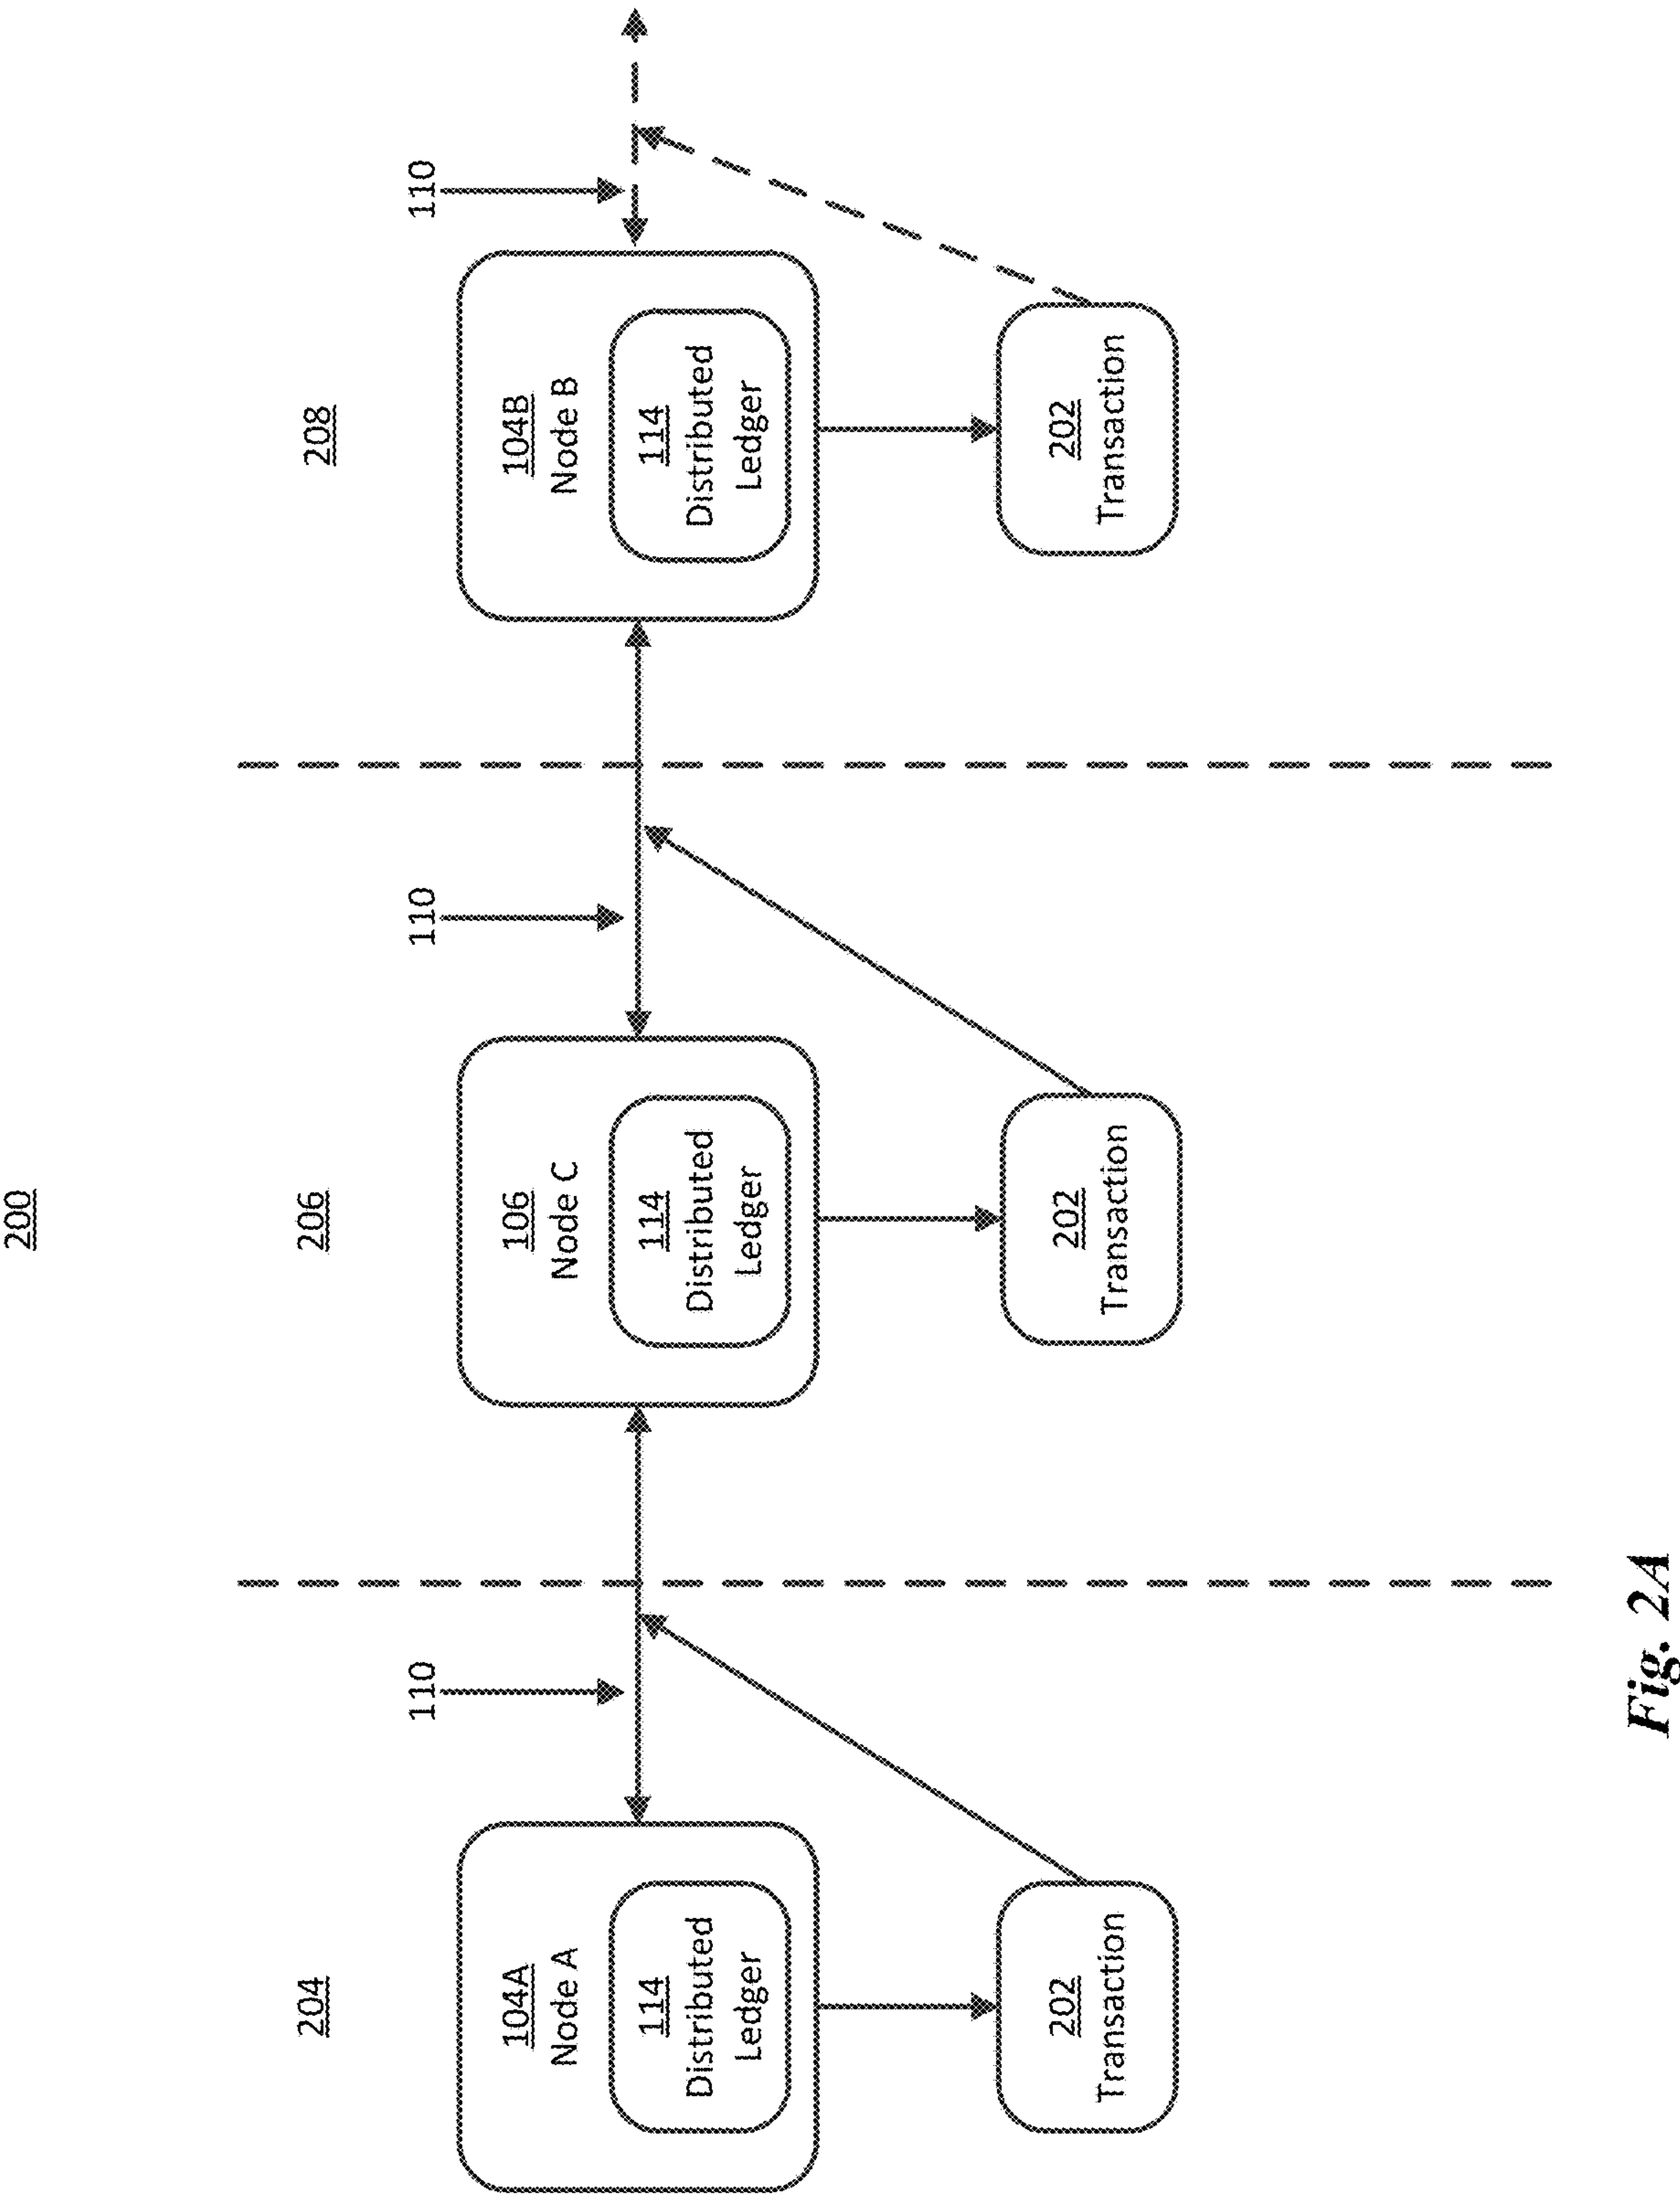 200
204
206
208
110
110
110
104A
Node A
114
Distributed
Ledger
106
Node C
114
Distributed
Ledger
104B
Node B
114
Distributed
Ledger
202
Transaction
202
Transaction
202
Transaction
Fig. 2A